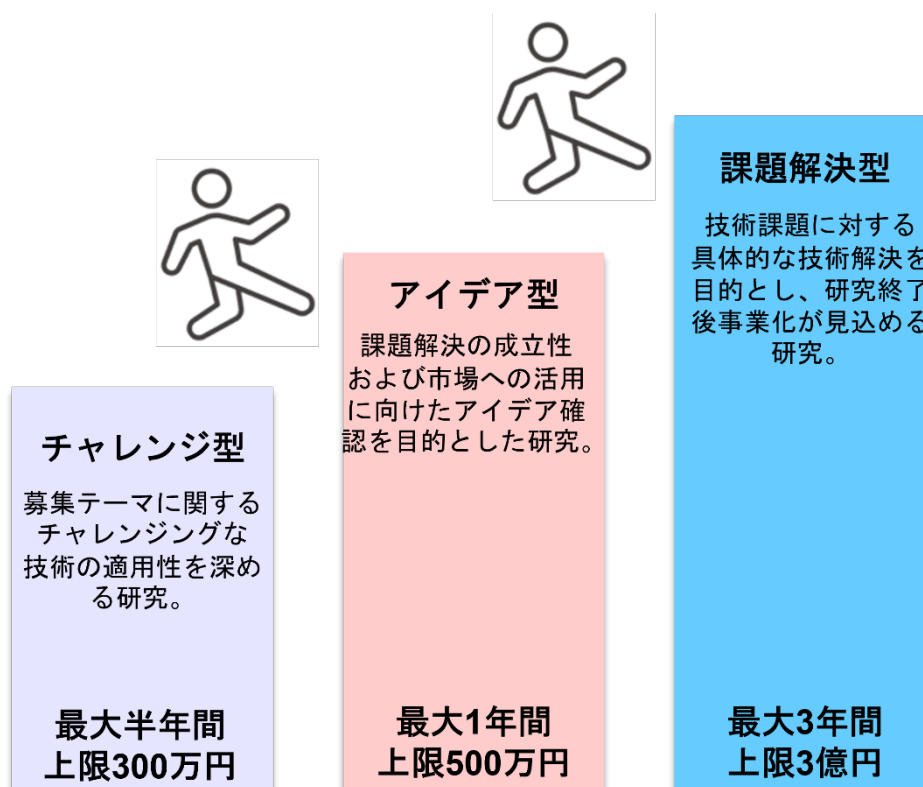 チャレンジ型
募集テーマに関する
チャレンジングな
技術の適用性を深め
る研究。
最大半年間
上限300万円
アイデア型
課題解決の成立性
および市場への活用
に向けたアイデア確
認を目的とした研究。
最大1年間
上限500万円
課題解決型
技術課題に対する
具体的な技術解決を
目的とし、研究終了
後事業化が見込める
研究。
最大3年間
上限3億円